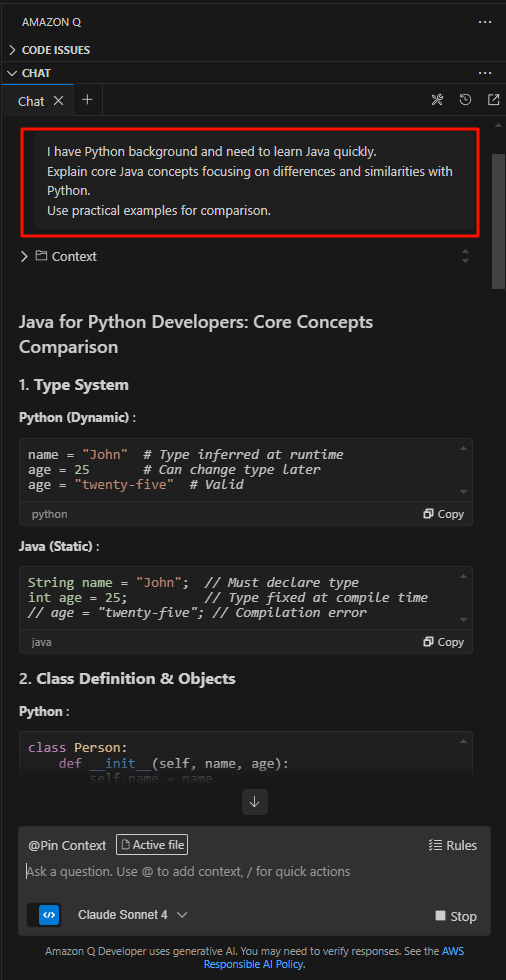 AMAZON Q
CODE ISSUES
CHAT
Chat
I have Python background and need to learn Java quickly.
Explain core Java concepts focusing on differences and similarities with
Python.
Use practical examples for comparison.
Context
Java for Python Developers: Core Concepts
Comparison
1. Type System
Python (Dynamic) :
name = "John"  # Type inferred at runtime
age = 25       # Can change type later
age = "twenty-five"  # Valid
python
Copy
Java (Static) :
String name = "John";  // Must declare type
int age = 25;          // Type fixed at compile time
// age = "twenty-five"; // Compilation error
java
Copy
2. Class Definition & Objects
Python :
class Person:
    def __init__(self, name, age):
        self.name = name
@Pin Context
Active file
Rules
Ask a question. Use @ to add context, / for quick actions
Claude Sonnet 4
Stop
Amazon Q Developer uses generative AI. You may need to verify responses. See the AWS
Responsible AI Policy.